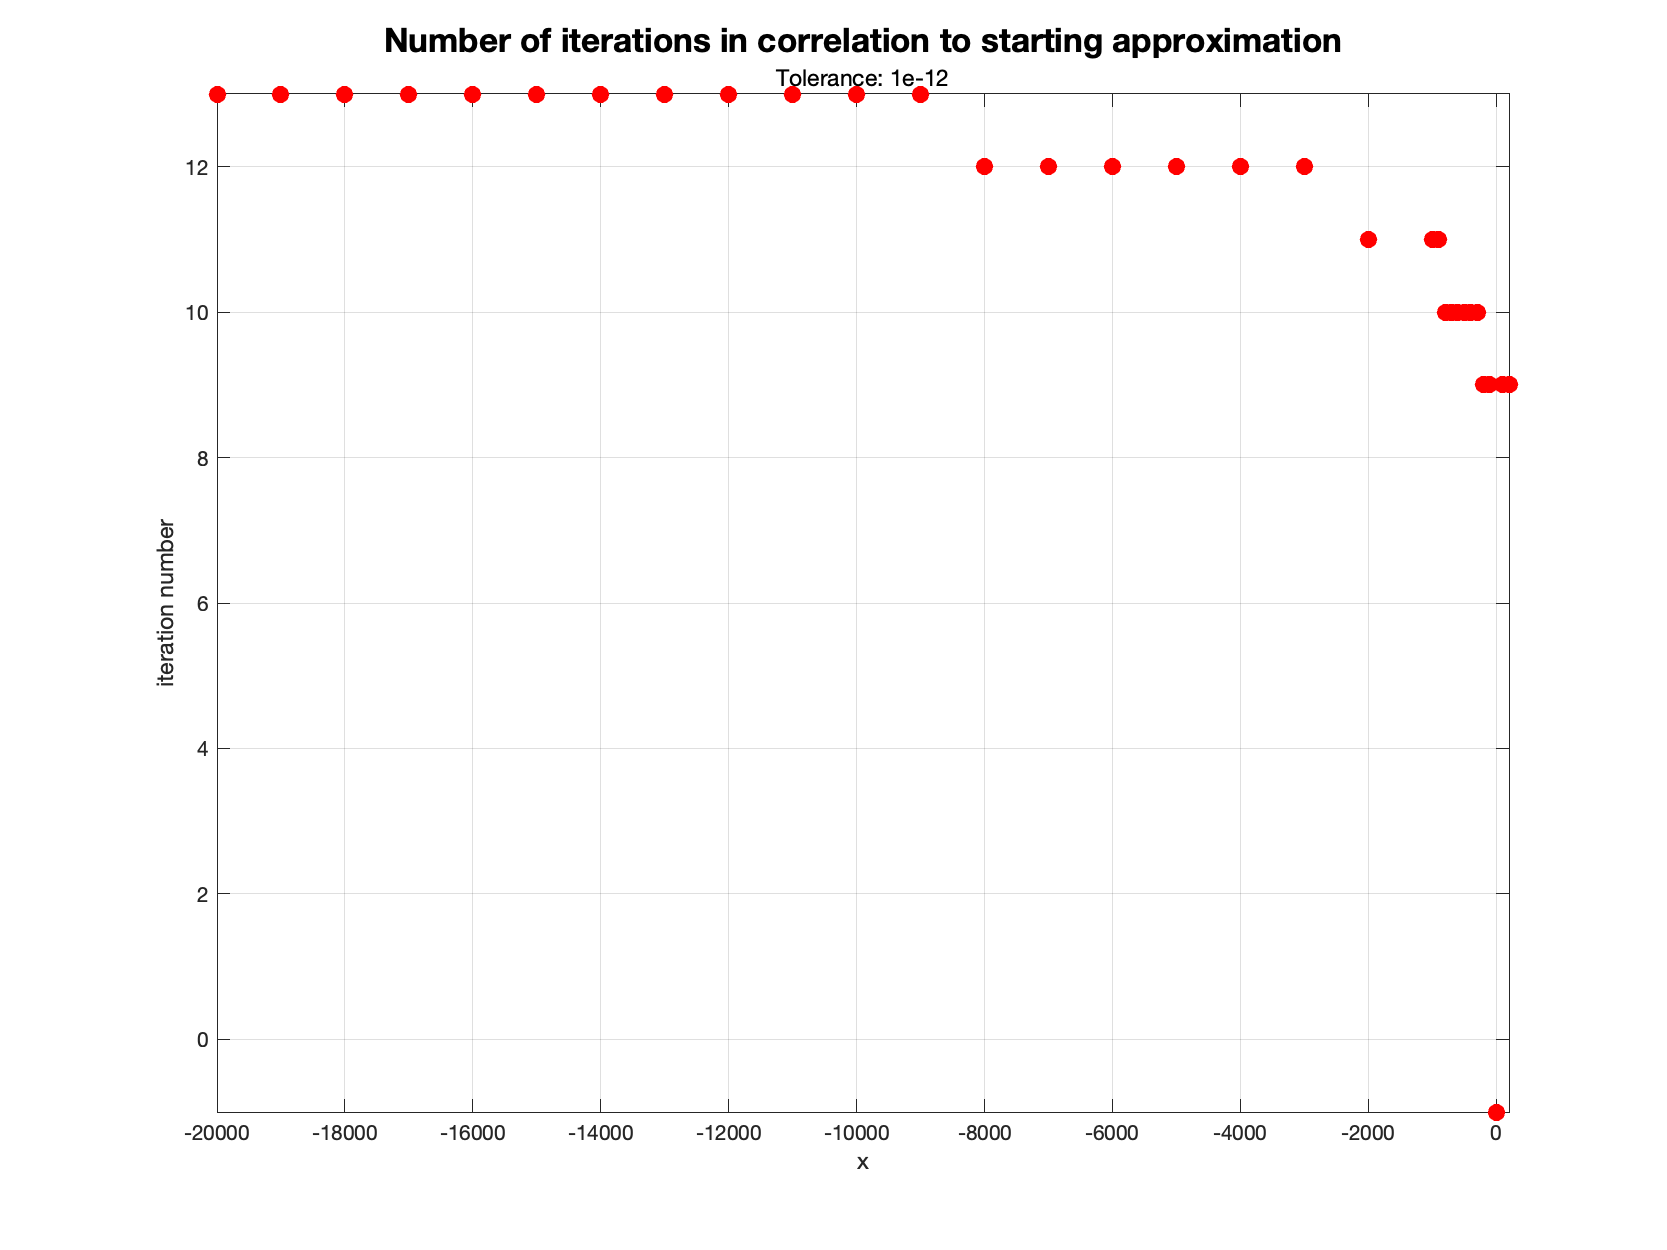 Number of iterations in correlation to starting approximation
Tolerance: 1e-12
12
10
8
6
4
2
0
iteration number
-20000 -18000 -16000 -14000 -12000 -10000 -8000 -6000 -4000 -2000 0
x